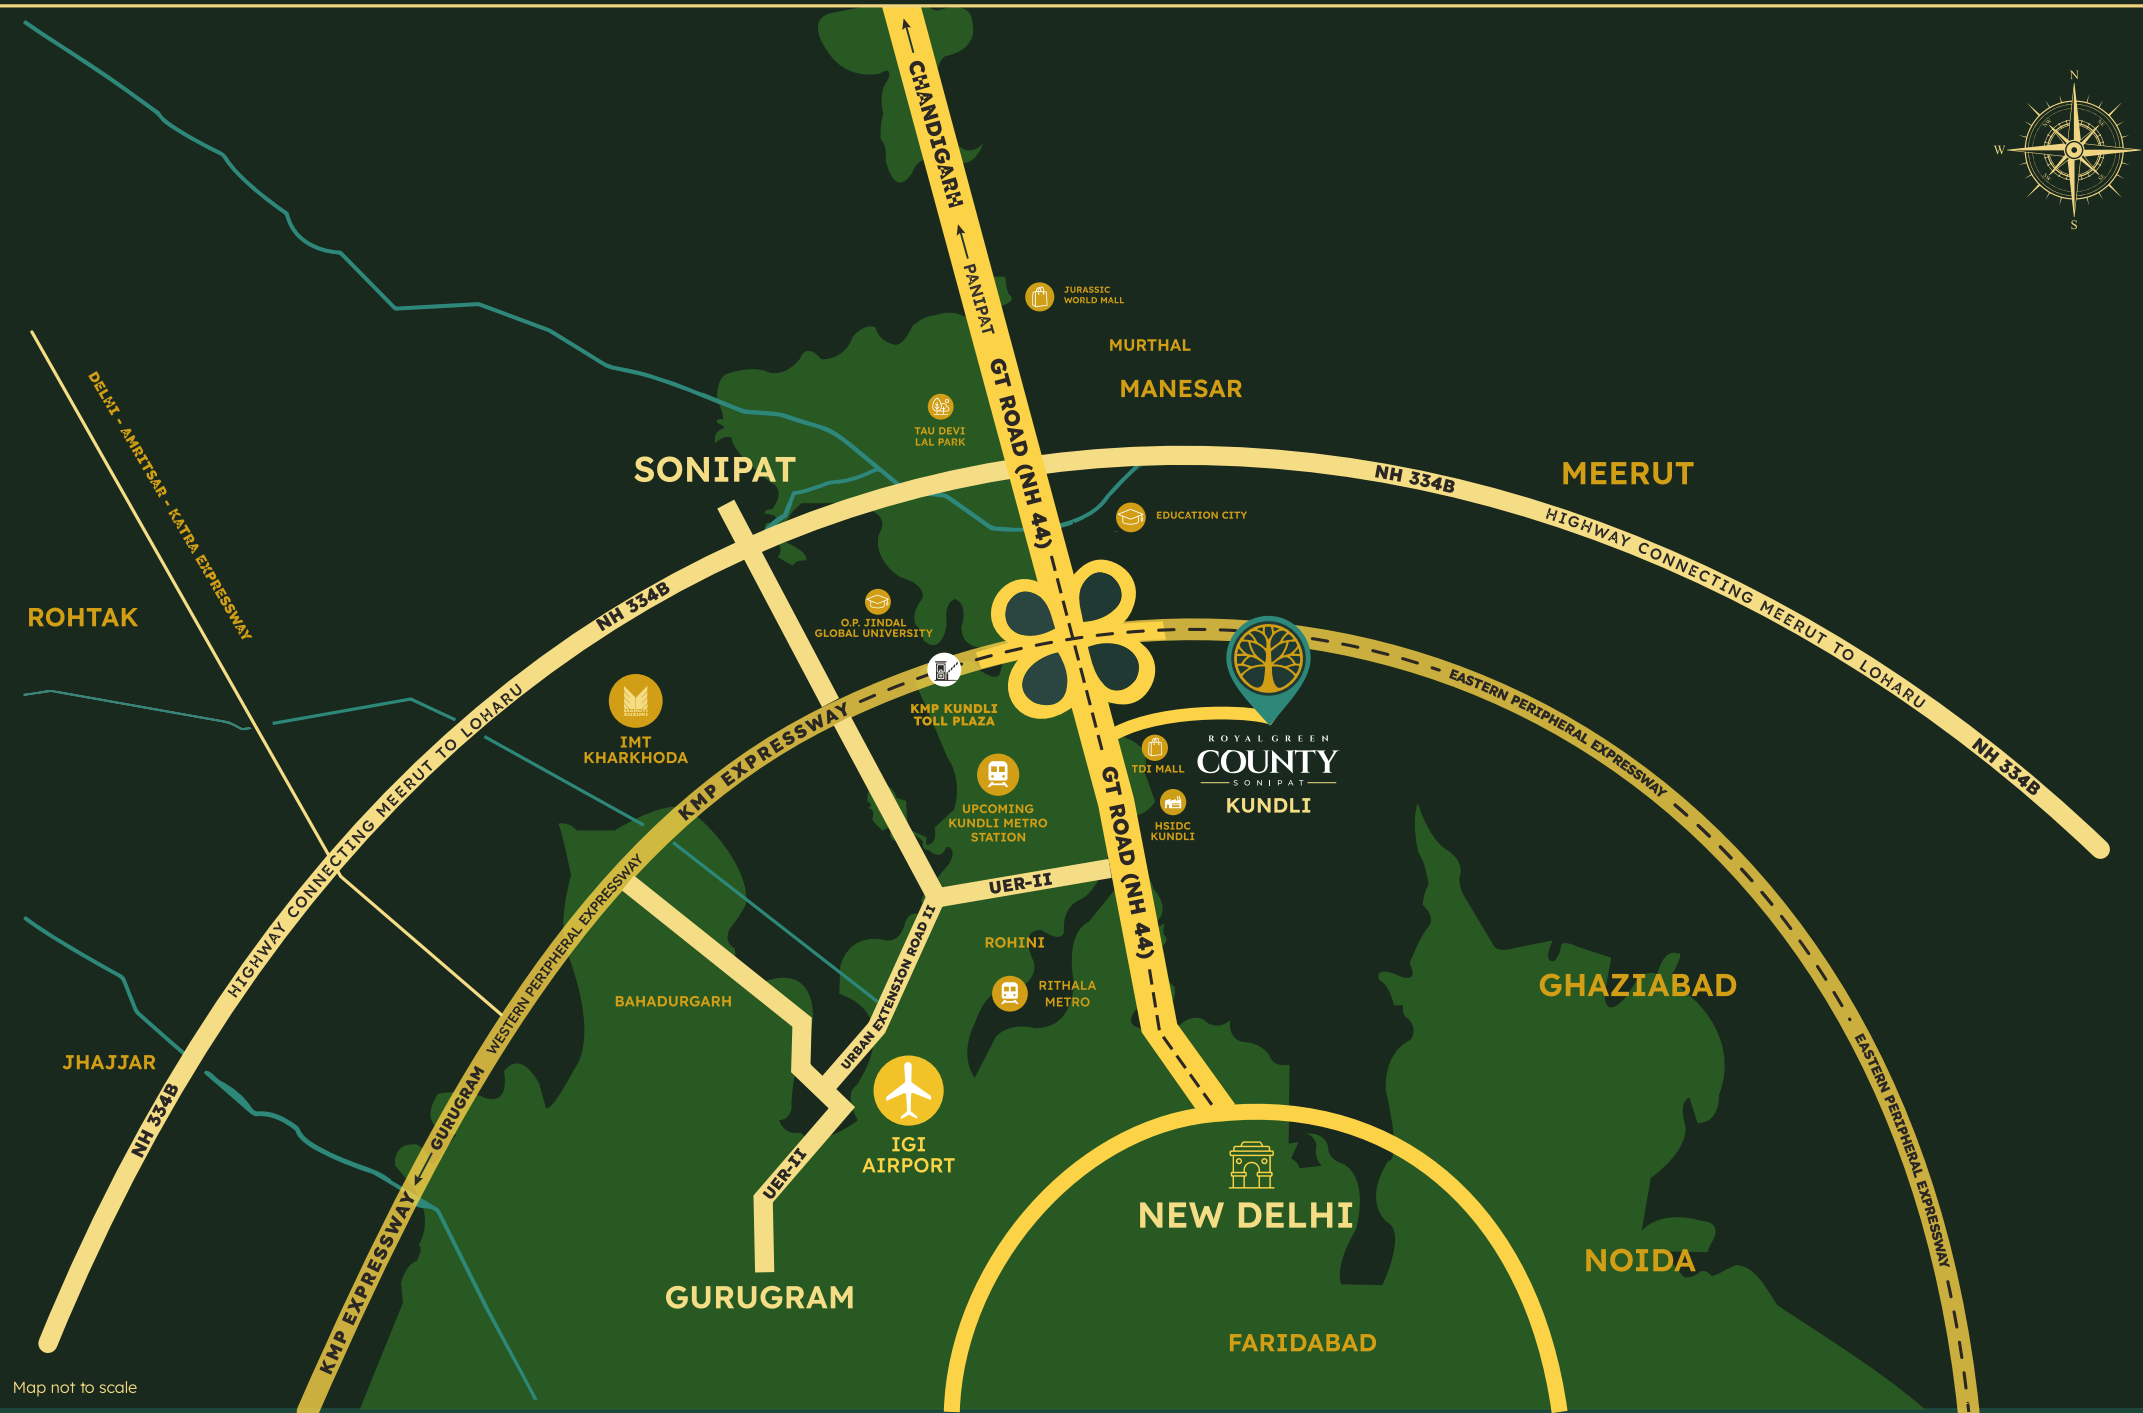 N
W
S
CHANDIGARH
PANIPAT
JURASSIC
WORLD MALL
MURTHAL
MANESAR
GT ROAD (NH 44)
TAU DEVI
LAL PARK
SONIPAT
NH 334B
MEERUT
HIGHWAY CONNECTING MEERUT TO LOHARU
NH 334B
EDUCATION CITY
DELHI - AMRITSAR - KATRA EXPRESSWAY
ROHTAK
NH 334B
HIGHWAY CONNECTING MEERUT TO LOHARU
NH 334B
O.P. JINDAL
GLOBAL UNIVERSITY
IMT
KHARKHODA
KMP KUNDLI
TOLL PLAZA
KMP EXPRESSWAY
EASTERN PERIPHERAL EXPRESSWAY
ROYAL GREEN
COUNTY
SONIPAT
KUNDLI
TDI MALL
HSIDC
KUNDLI
UPCOMING
KUNDLI METRO
STATION
GT ROAD (NH 44)
UER-II
WESTERN PERIPHERAL EXPRESSWAY
URBAN EXTENSION ROAD II
ROHINI
RITHALA
METRO
BAHADURGARH
GHAZIABAD
JHAJJAR
GURUGRAM
KMP EXPRESSWAY
EASTERN PERIPHERAL EXPRESSWAY
IGI
AIRPORT
UER-II
NEW DELHI
NOIDA
GURUGRAM
FARIDABAD
Map not to scale